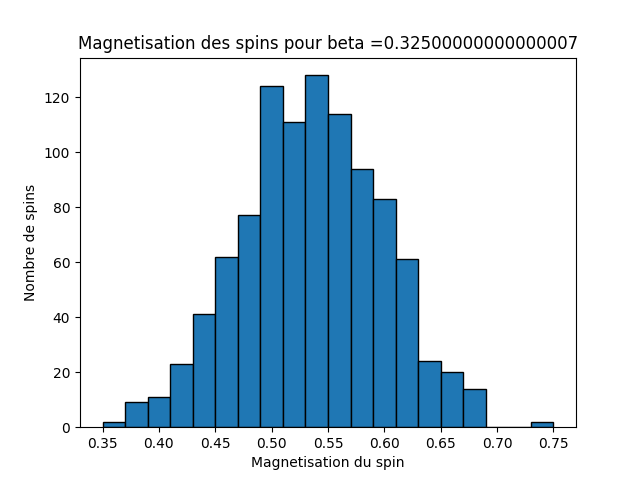 Magnetisation des spins pour beta =0.32500000000000007
120
100
80
60
40
20
0
Nombre de spins
0.35 0.40 0.45 0.50 0.55 0.60 0.65 0.70 0.75
Magnetisation du spin